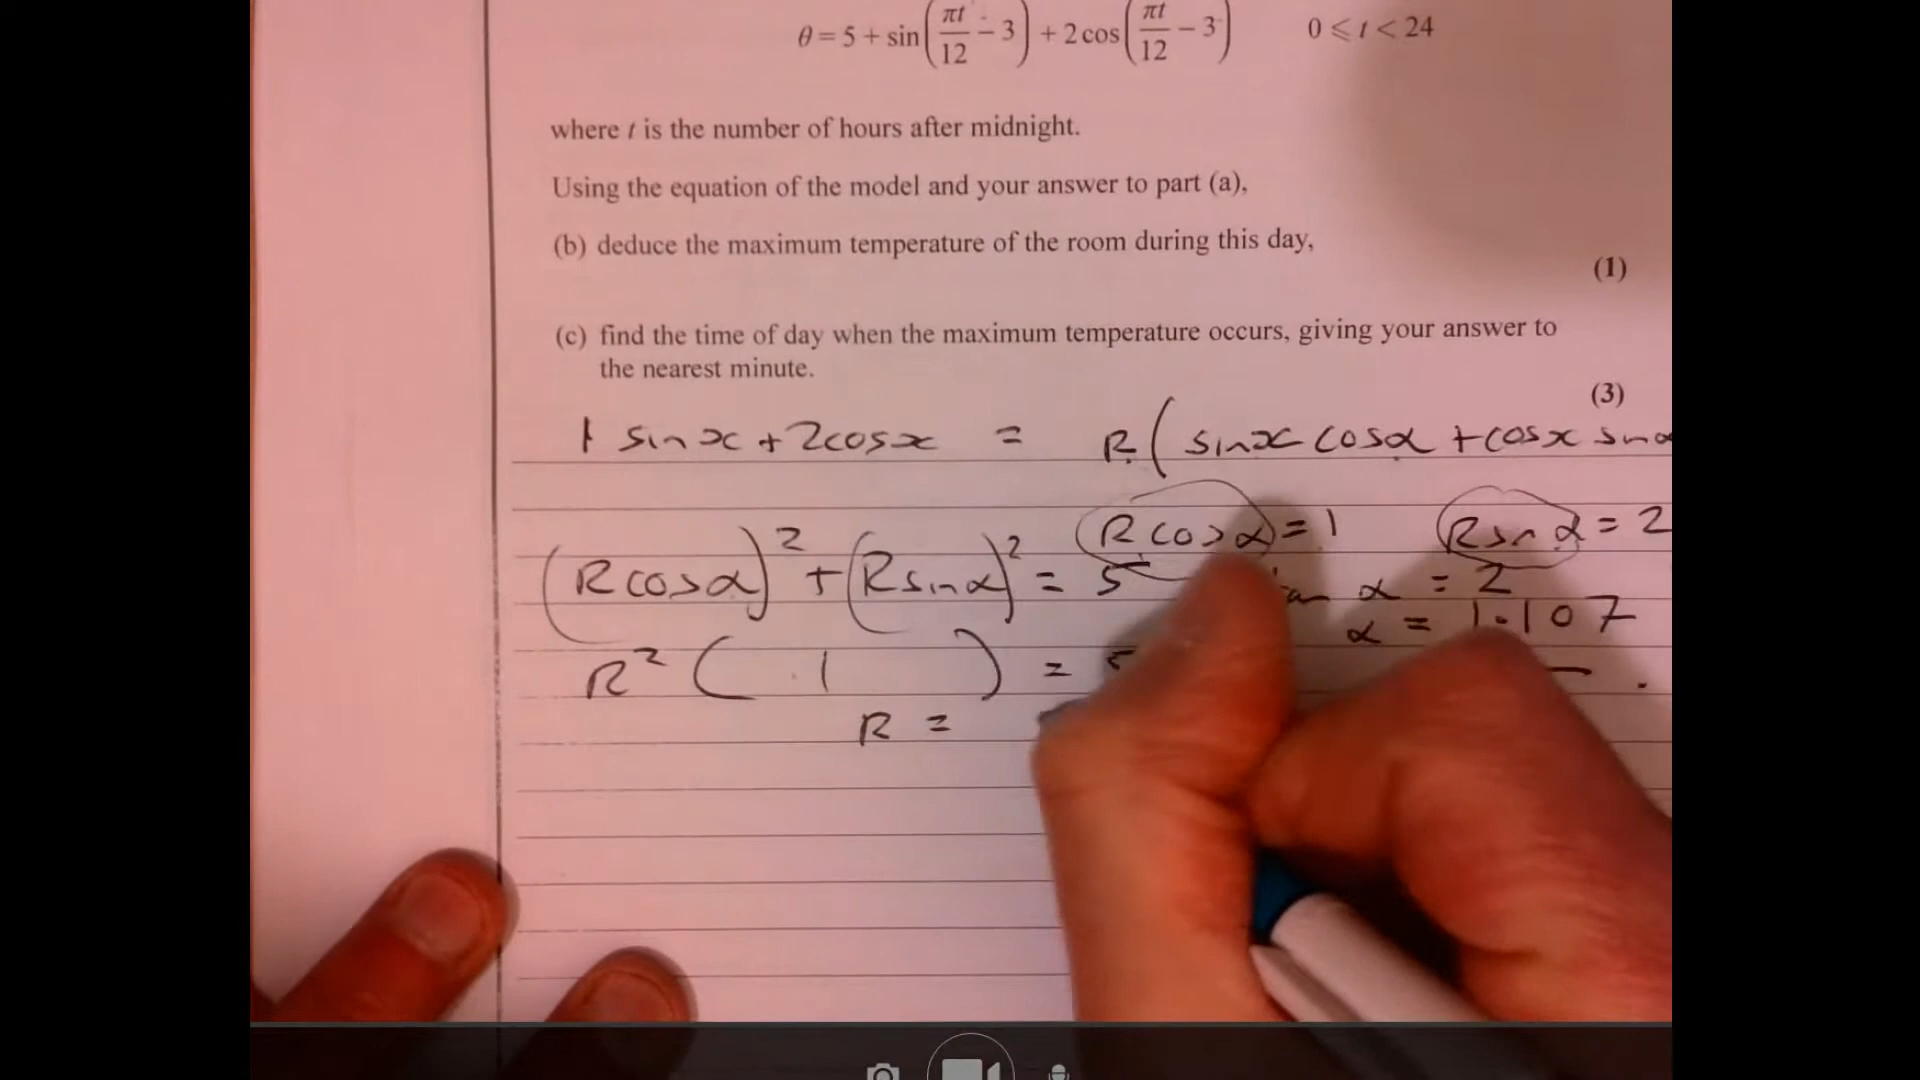 θ = 5 + sin(πt/12 − 3) + 2cos(πt/12 − 3) 0 ⩽ t < 24
where t is the number of hours after midnight.
Using the equation of the model and your answer to part (a),
(b) deduce the maximum temperature of the room during this day,
(1)
(c) find the time of day when the maximum temperature occurs, giving your answer to
the nearest minute.
(3)
1 sinx + 2cosx = R ( sinx cosα + cosx sinα
Rcosα = 1 Rsinα = 2
(Rcosα)² + (Rsinα)² = 5 α = 2
α = 1.107
R² ( 1 ) =
R =